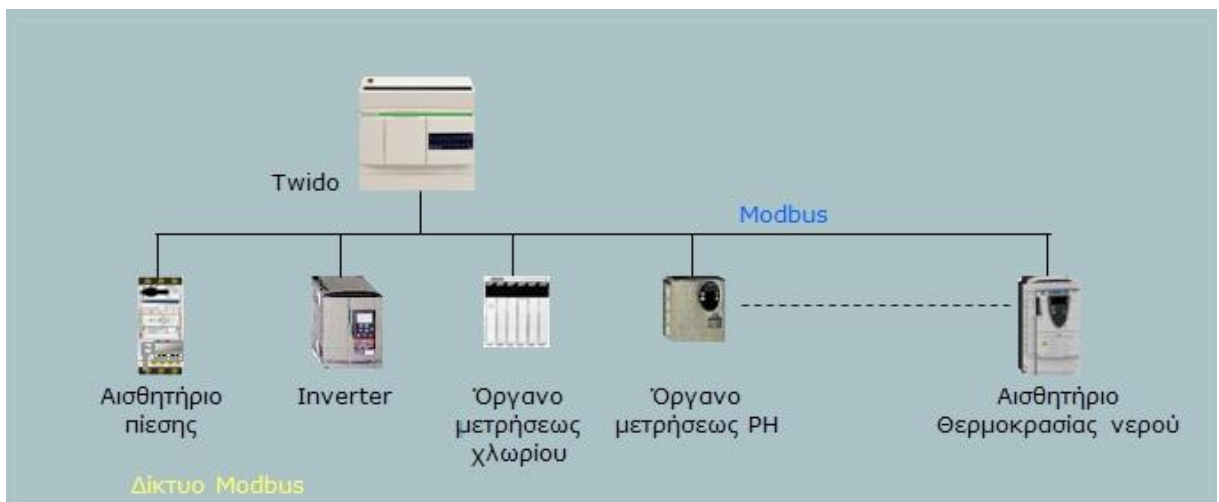 Twido
Modbus
Αισθητήριο
πίεσης
Inverter
Όργανο
μετρήσεως
χλωρίου
Όργανο
μετρήσεως PH
Αισθητήριο
Θερμοκρασίας νερού
Δίκτυο Modbus